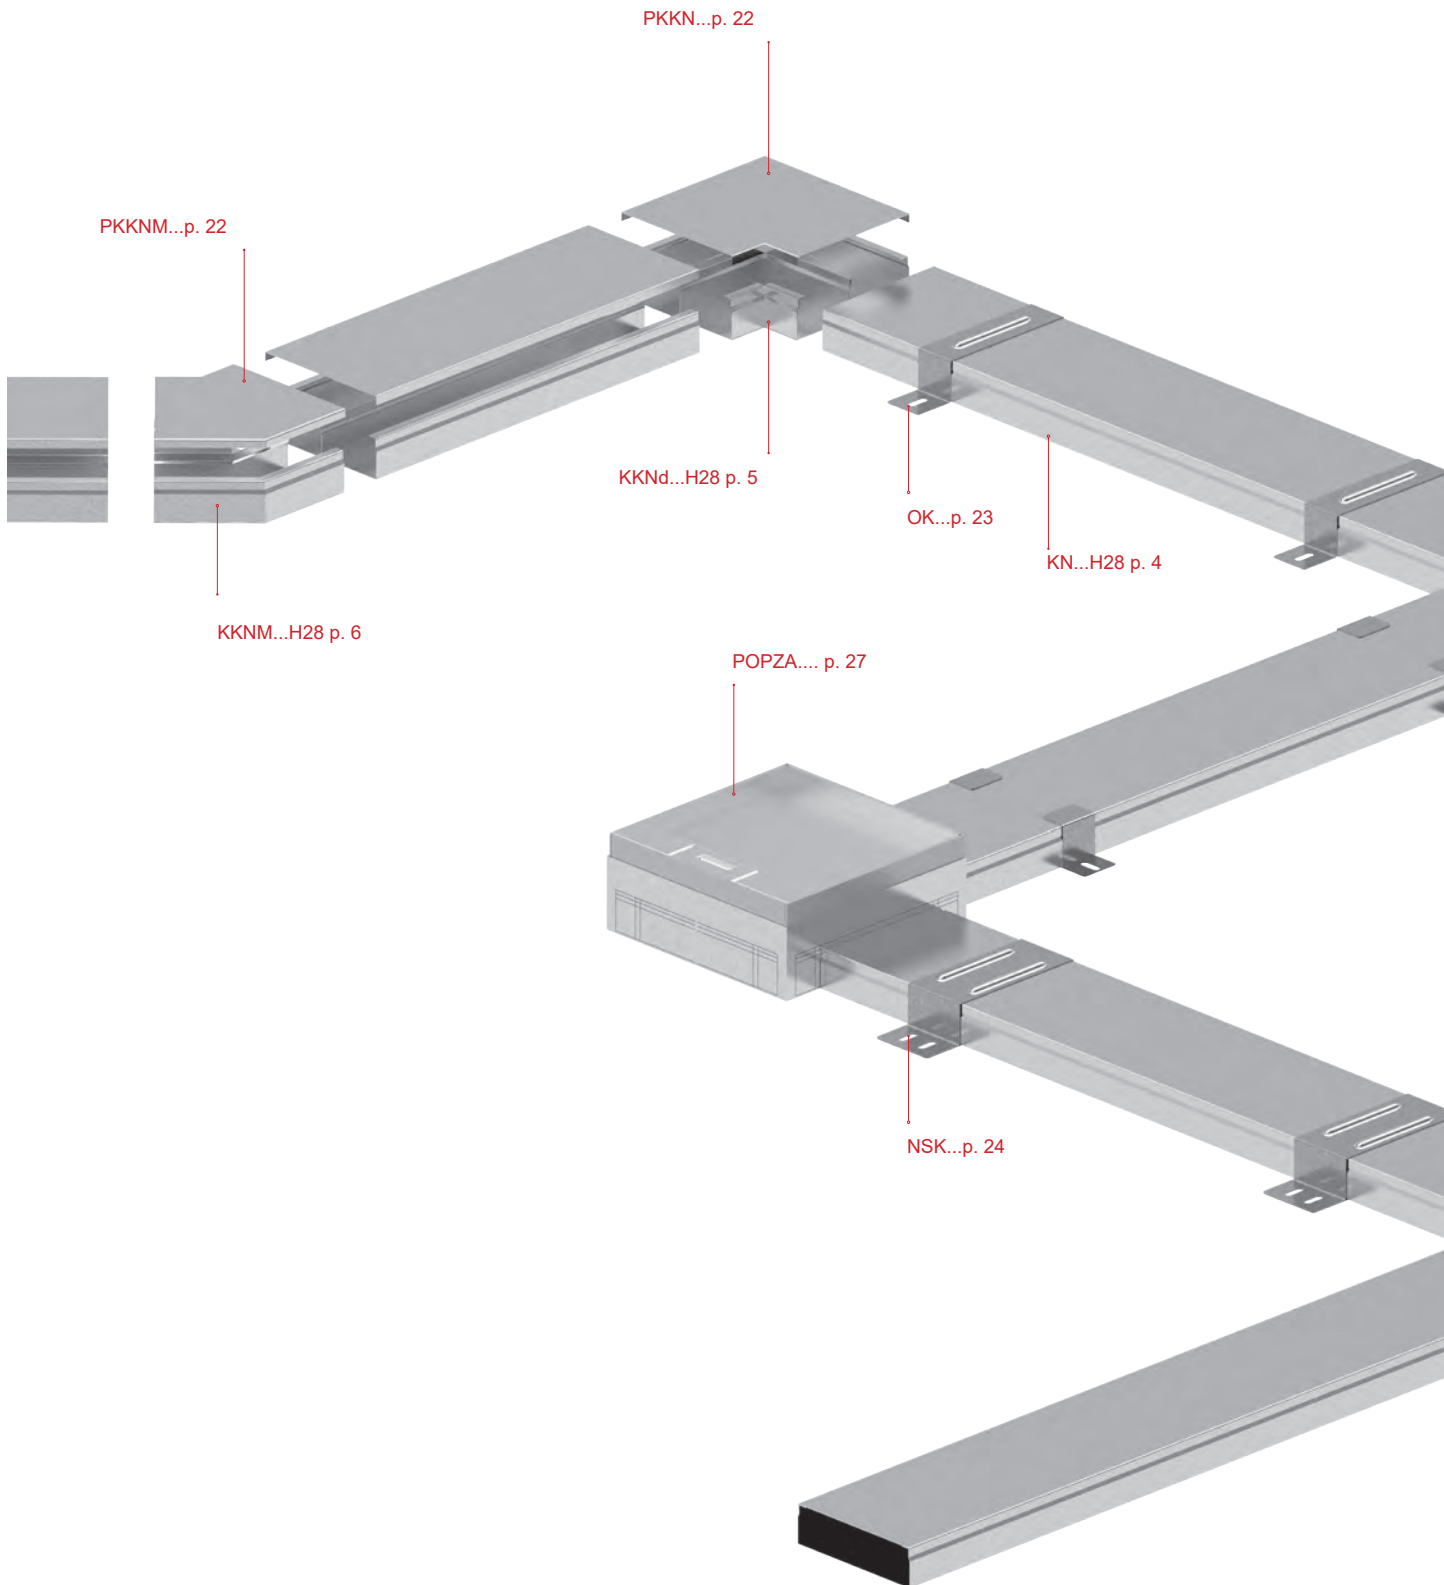 PKKN...p. 22
PKKNM...p. 22
KKNd...H28 p. 5
OK...p. 23
KN...H28 p. 4
KKNM...H28 p. 6
POPZA.... p. 27
NSK...p. 24